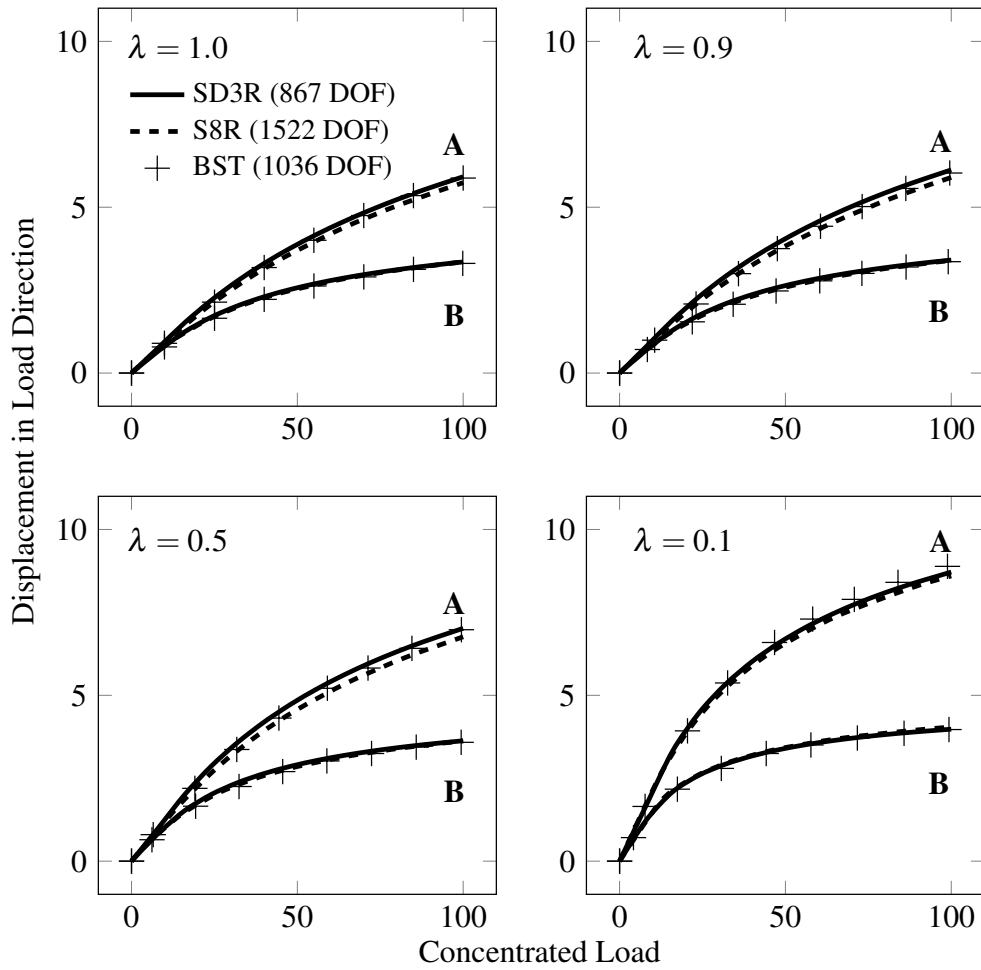 λ = 1.0
SD3R (867 DOF)
S8R (1522 DOF)
BST (1036 DOF)
A
B
10
5
0
0
50
100
λ = 0.9
A
B
10
5
0
0
50
100
Displacement in Load Direction
λ = 0.5
A
B
10
5
0
0
50
100
λ = 0.1
A
B
10
5
0
0
50
100
Concentrated Load